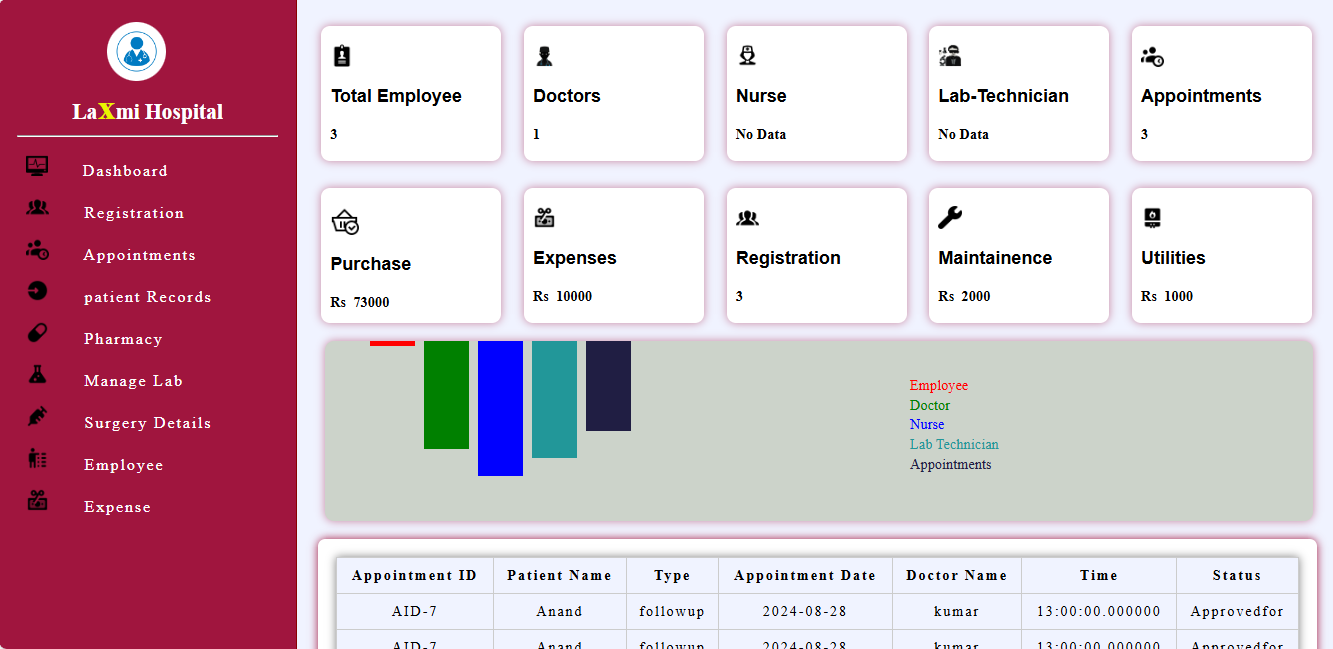 LaXmi Hospital
Dashboard
Registration
Appointments
patient Records
Pharmacy
Manage Lab
Surgery Details
Employee
Expense
Total Employee
3
Doctors
1
Nurse
No Data
Lab-Technician
No Data
Appointments
3
Purchase
Rs 73000
Expenses
Rs 10000
Registration
3
Maintainence
Rs 2000
Utilities
Rs 1000
Employee
Doctor
Nurse
Lab Technician
Appointments
Appointment ID Patient Name Type Appointment Date Doctor Name Time Status
AID-7 Anand followup 2024-08-28 kumar 13:00:00.000000 Approvedfor
AID-7 Anand followup 2024-08-28 kumar 13:00:00.000000 Approvedfor